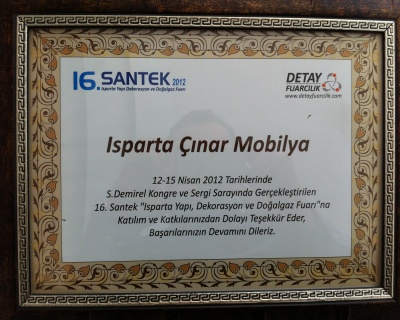 16. SANTEK 2012
Isparta Yapı Dekorasyon ve Doğalgaz Fuarı
DETAY
FUARCILIK
www.detayfuarcilik.com
Isparta Çınar Mobilya
12-15 Nisan 2012 Tarihlerinde
S.Demirel Kongre ve Sergi Sarayında Gerçekleştirilen
16. Santek "Isparta Yapı, Dekorasyon ve Doğalgaz Fuarı"na
Katılım ve Katkılarınızdan Dolayı Teşekkür Eder,
Başarılarınızın Devamını Dileriz.